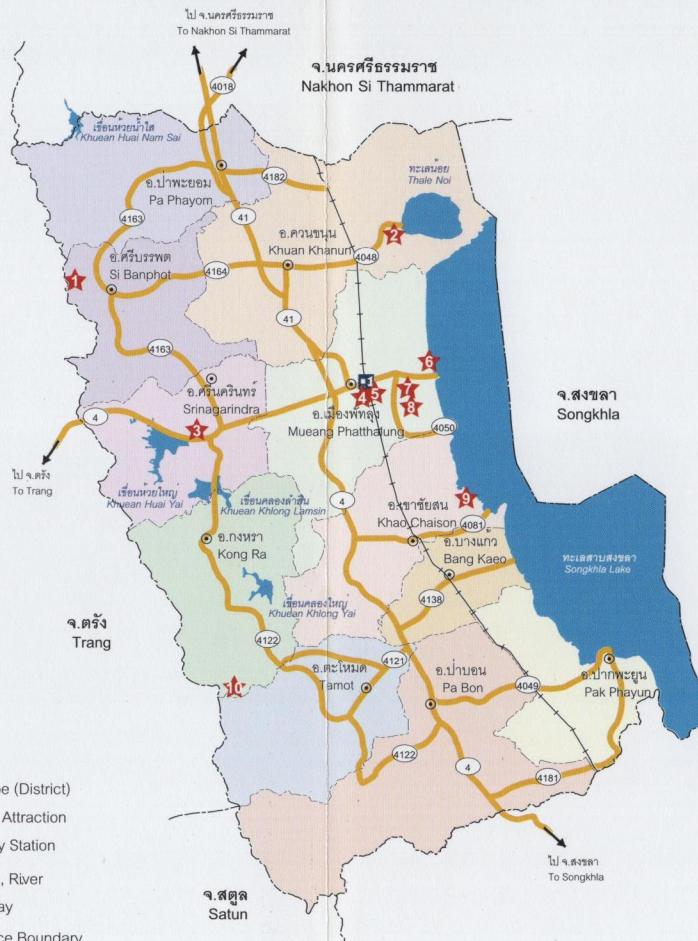 ไป จ.นครศรีธรรมราช
To Nakhon Si Thammarat
จ.นครศรีธรรมราช
Nakhon Si Thammarat
4018
เขื่อนห้วยน้ำใส
Khuean Huai Nam Sai
ทะเลน้อย
Thale Noi
อ.ป่าพะยอม
Pa Phayom
4182
4163
41
อ.ควนขนุน
Khuan Khanun
2
4048
อ.ศรีบรรพต
Si Banphot
4164
1
41
4163
6
1
4
5
7
8
อ.ศรีนครินทร์
Srinagarindra
อ.เมืองพัทลุง
Mueang Phatthalung
จ.สงขลา
Songkhla
4
3
4050
ไป จ.ตรัง
To Trang
เขื่อนห้วยใหญ่
Khuean Huai Yai
เขื่อนคลองลำสิน
Khuean Khlong Lamsin
4
9
อ.เขาชัยสน
Khao Chaison
4081
อ.กงหรา
Kong Ra
อ.บางแก้ว
Bang Kaeo
ทะเลสาบสงขลา
Songkhla Lake
เขื่อนคลองใหญ่
Khuean Khlong Yai
4138
จ.ตรัง
Trang
4122
4121
อ.ตะโหมด
Tamot
อ.ป่าบอน
Pa Bon
อ.ปากพะยูน
Pak Phayun
10
4049
4122
4
4181
e (District)
Attraction
y Station
, River
ay
ce Boundary
ไป จ.สงขลา
To Songkhla
จ.สตูล
Satun